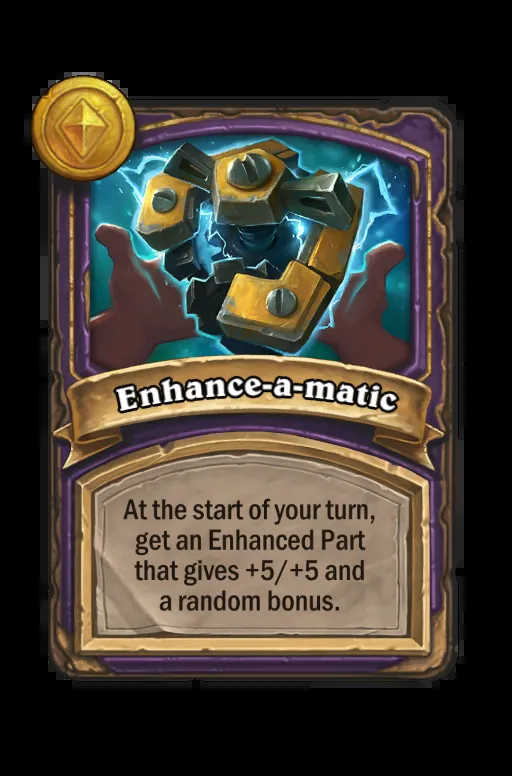 Enhance-a-matic
At the start of your turn,
get an Enhanced Part
that gives +5/+5 and
a random bonus.